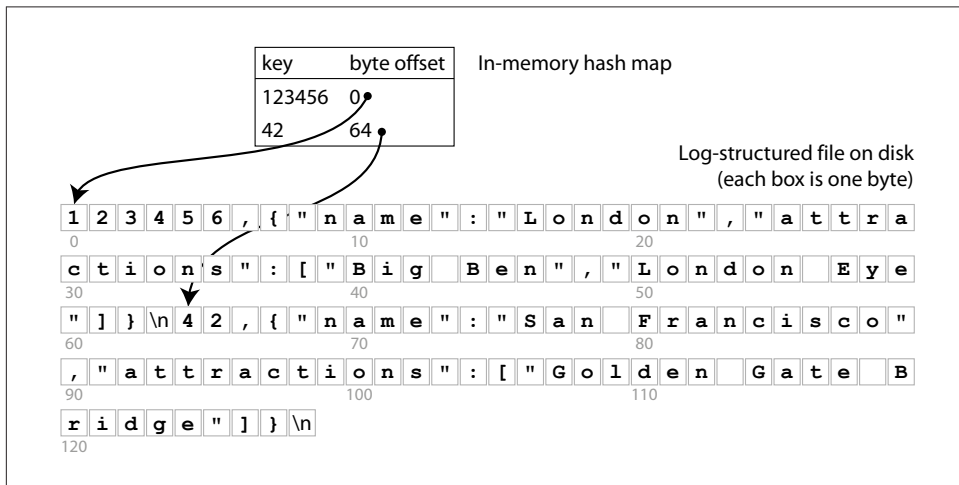 key byte offset In-memory hash map
123456 0
42 64
Log-structured file on disk
(each box is one byte)
123456,{"name":"London","attra
0 10 20
ctions":["Big Ben","London Eye
30 40 50
"]}\n42,{"name":"San Francisco"
60 70 80
,"attractions":["Golden Gate B
90 100 110
ridge"]}\n
120